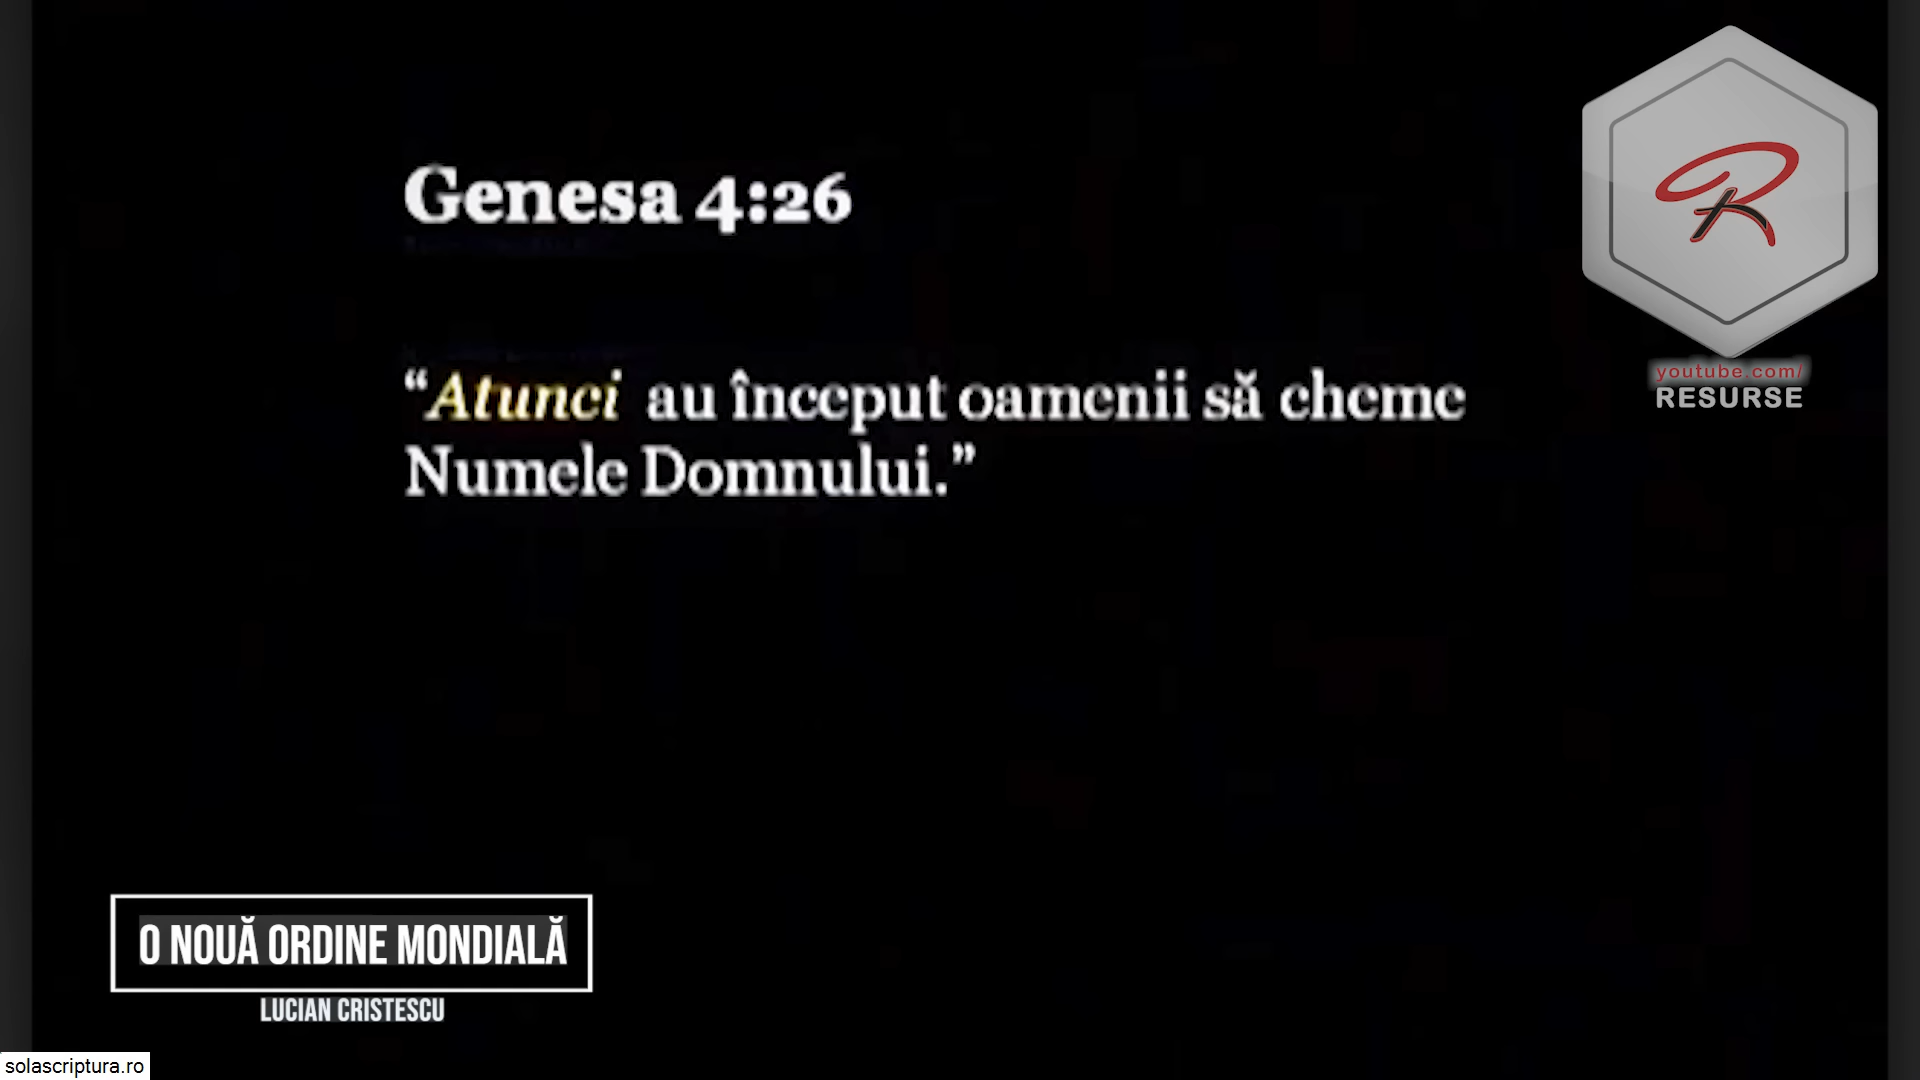 Genesa 4:26
“Atunci au început oamenii să cheme
Numele Domnului.”
youtube.com/
RESURSE
O NOUĂ ORDINE MONDIALĂ
LUCIAN CRISTESCU
solascriptura.ro